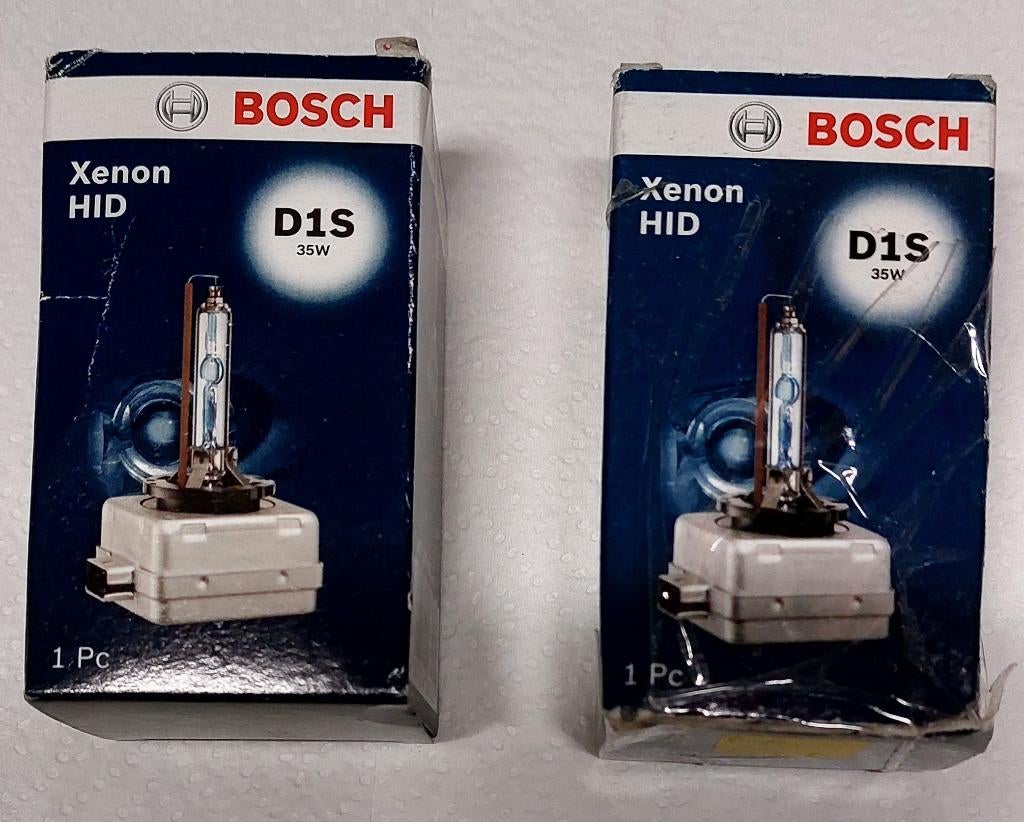 BOSCH
Xenon
HID
D1S
35W
1 Pc
BOSCH
Xenon
HID
D1S
35W
1 Pc